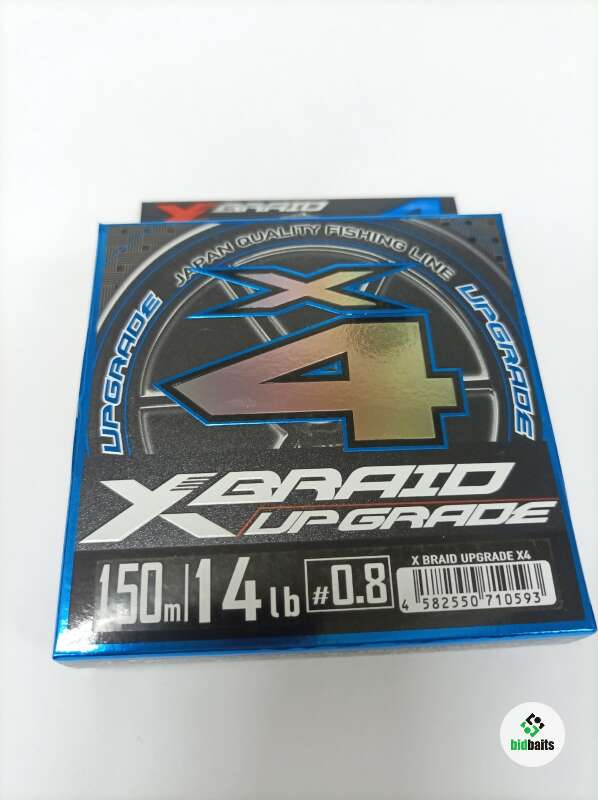 X BRAID
JAPAN QUALITY FISHING LINE
UPGRADE
UPGRADE
X
4
XBRAID
UPGRADE
150m
14lb
#0.8
X BRAID UPGRADE X4
4 582550 710593
bidbaits